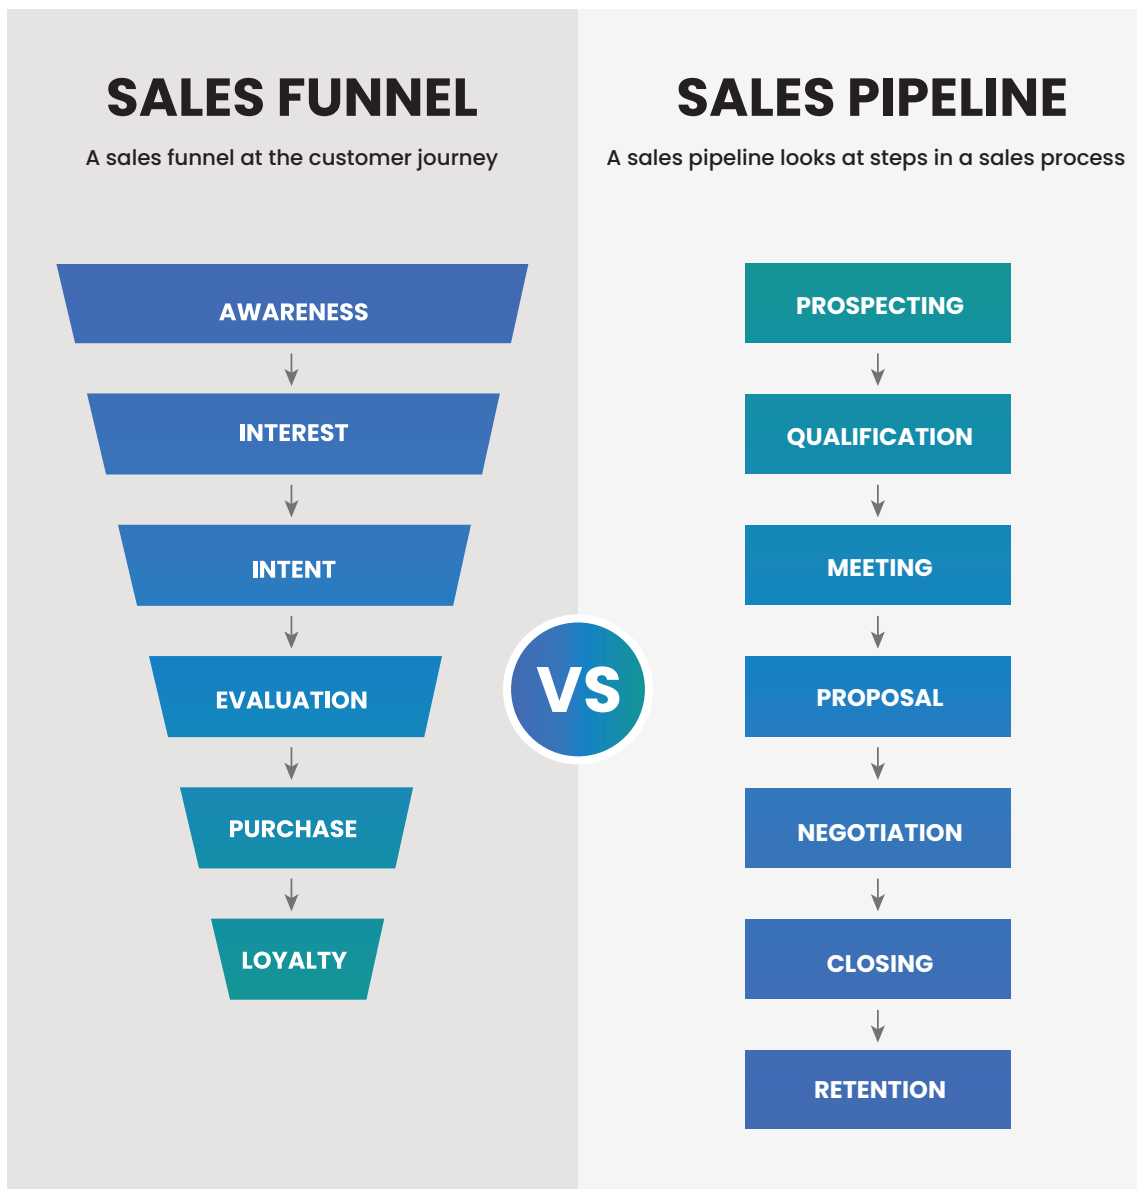 SALES FUNNEL
A sales funnel at the customer journey
AWARENESS
INTEREST
INTENT
EVALUATION
PURCHASE
LOYALTY
VS
SALES PIPELINE
A sales pipeline looks at steps in a sales process
PROSPECTING
QUALIFICATION
MEETING
PROPOSAL
NEGOTIATION
CLOSING
RETENTION